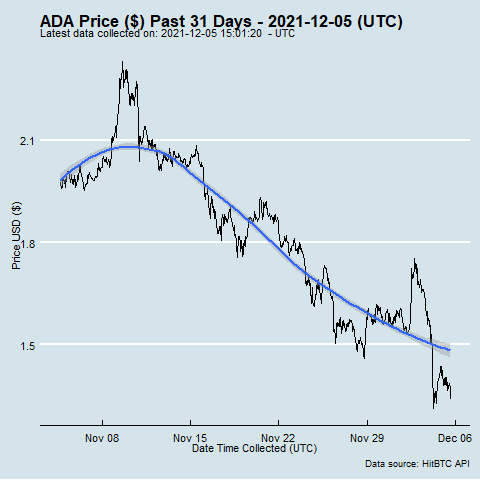 ADA Price ($) Past 31 Days - 2021-12-05 (UTC)
Latest data collected on: 2021-12-05 15:01:20 - UTC
2.1
1.8
1.5
Price USD ($)
Nov 08 Nov 15 Nov 22 Nov 29 Dec 06
Date Time Collected (UTC)
Data source: HitBTC API